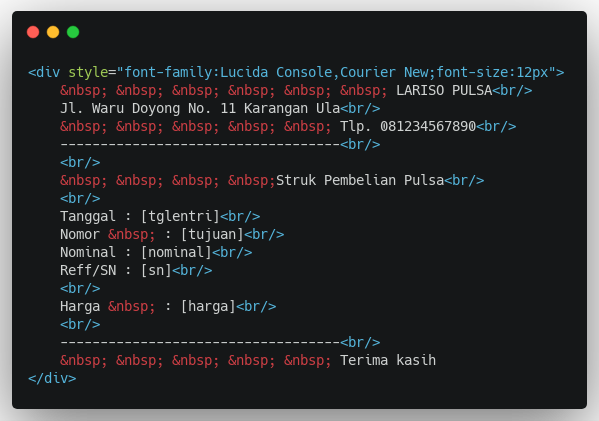 <div style="font-family:Lucida Console,Courier New;font-size:12px">
&nbsp; &nbsp; &nbsp; &nbsp; &nbsp; &nbsp; LARISO PULSA<br/>
Jl. Waru Doyong No. 11 Karangan Ula<br/>
&nbsp; &nbsp; &nbsp; &nbsp; &nbsp; Tlp. 081234567890<br/>
-----------------------------------<br/>
<br/>
&nbsp; &nbsp; &nbsp; &nbsp;Struk Pembelian Pulsa<br/>
<br/>
Tanggal : [tglentri]<br/>
Nomor &nbsp; : [tujuan]<br/>
Nominal : [nominal]<br/>
Reff/SN : [sn]<br/>
<br/>
Harga &nbsp; : [harga]<br/>
<br/>
-----------------------------------<br/>
&nbsp; &nbsp; &nbsp; &nbsp; &nbsp; Terima kasih
</div>